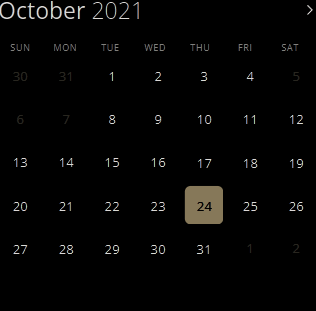 October 2021
SUN MON TUE WED THU FRI SAT
30 31 1 2 3 4 5
6 7 8 9 10 11 12
13 14 15 16 17 18 19
20 21 22 23 24 25 26
27 28 29 30 31 1 2